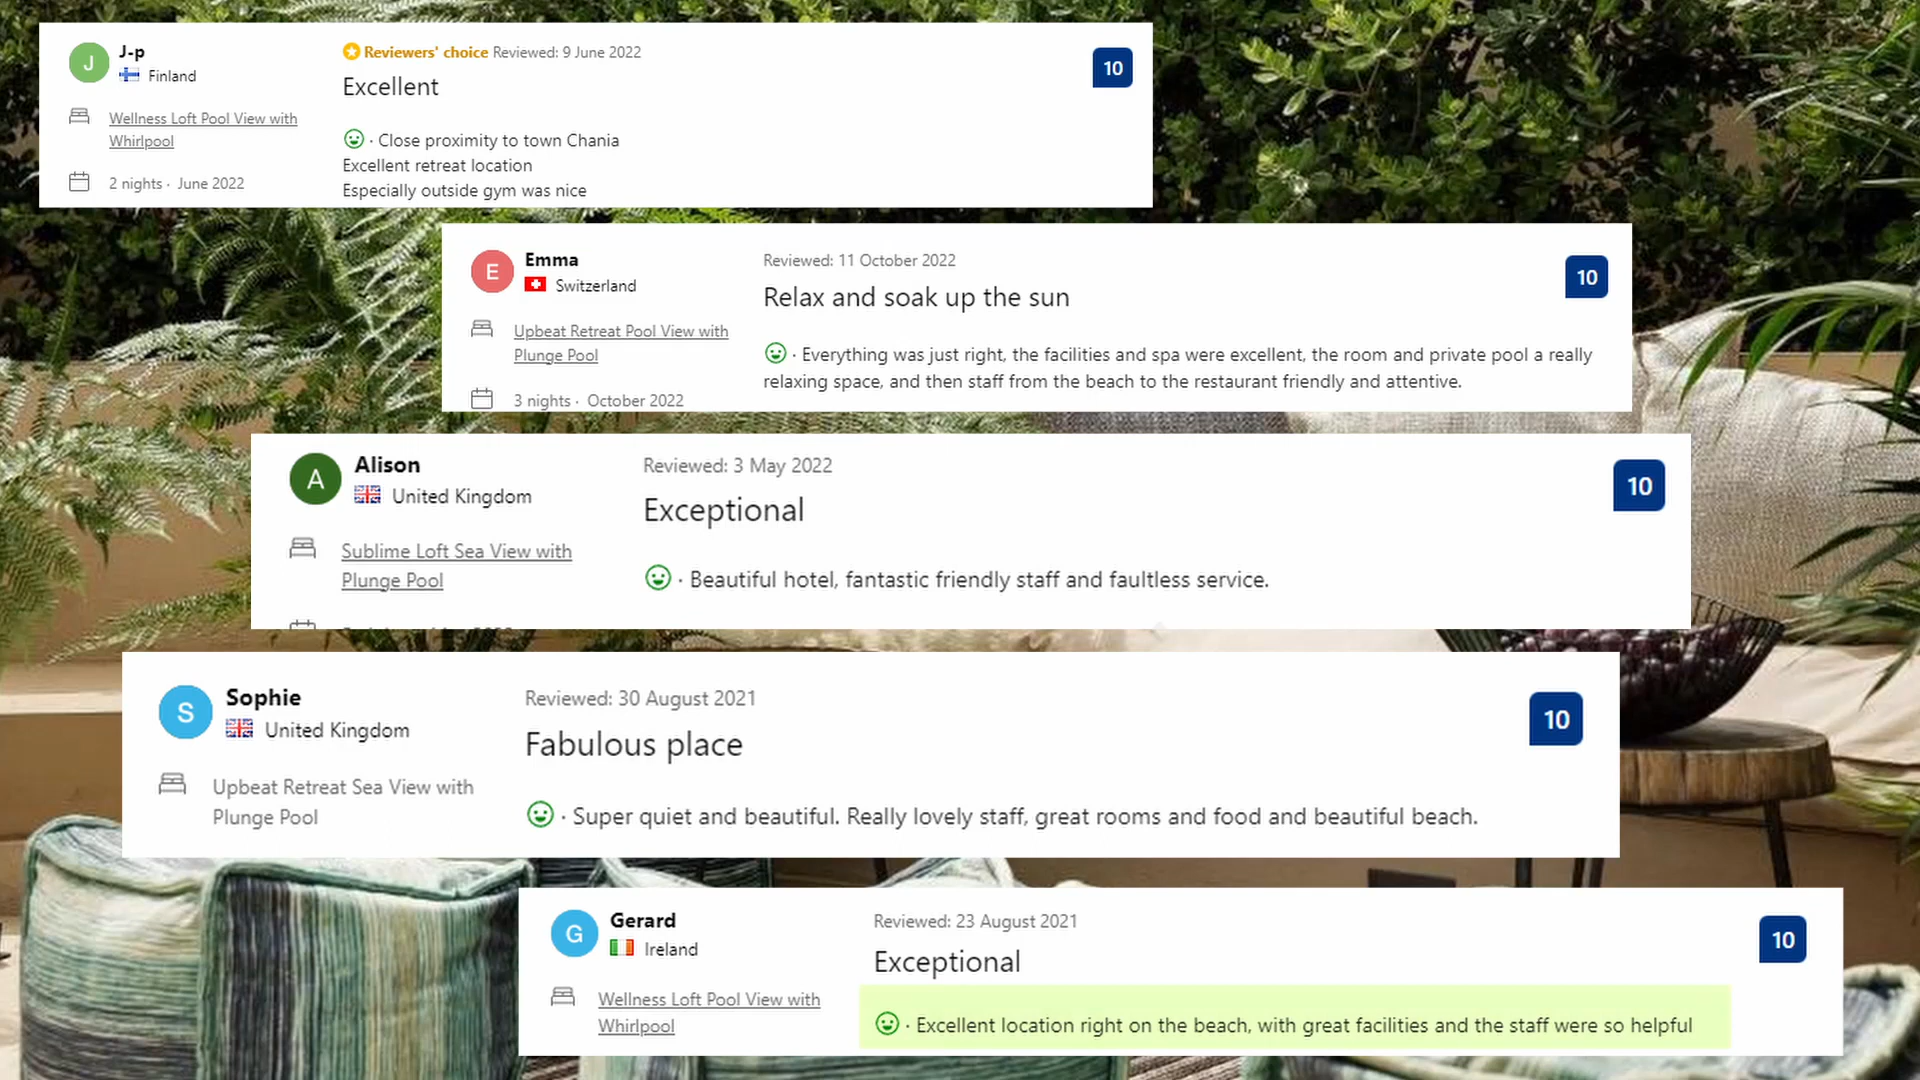 J
J-p
Finland
Wellness Loft Pool View with
Whirlpool
2 nights · June 2022
Reviewers' choice Reviewed: 9 June 2022
Excellent
· Close proximity to town Chania
Excellent retreat location
Especially outside gym was nice
10
E
Emma
Switzerland
Upbeat Retreat Pool View with
Plunge Pool
3 nights · October 2022
Reviewed: 11 October 2022
Relax and soak up the sun
· Everything was just right, the facilities and spa were excellent, the room and private pool a really
relaxing space, and then staff from the beach to the restaurant friendly and attentive.
10
A
Alison
United Kingdom
Sublime Loft Sea View with
Plunge Pool
Reviewed: 3 May 2022
Exceptional
· Beautiful hotel, fantastic friendly staff and faultless service.
10
S
Sophie
United Kingdom
Upbeat Retreat Sea View with
Plunge Pool
Reviewed: 30 August 2021
Fabulous place
· Super quiet and beautiful. Really lovely staff, great rooms and food and beautiful beach.
10
G
Gerard
Ireland
Wellness Loft Pool View with
Whirlpool
Reviewed: 23 August 2021
Exceptional
· Excellent location right on the beach, with great facilities and the staff were so helpful
10